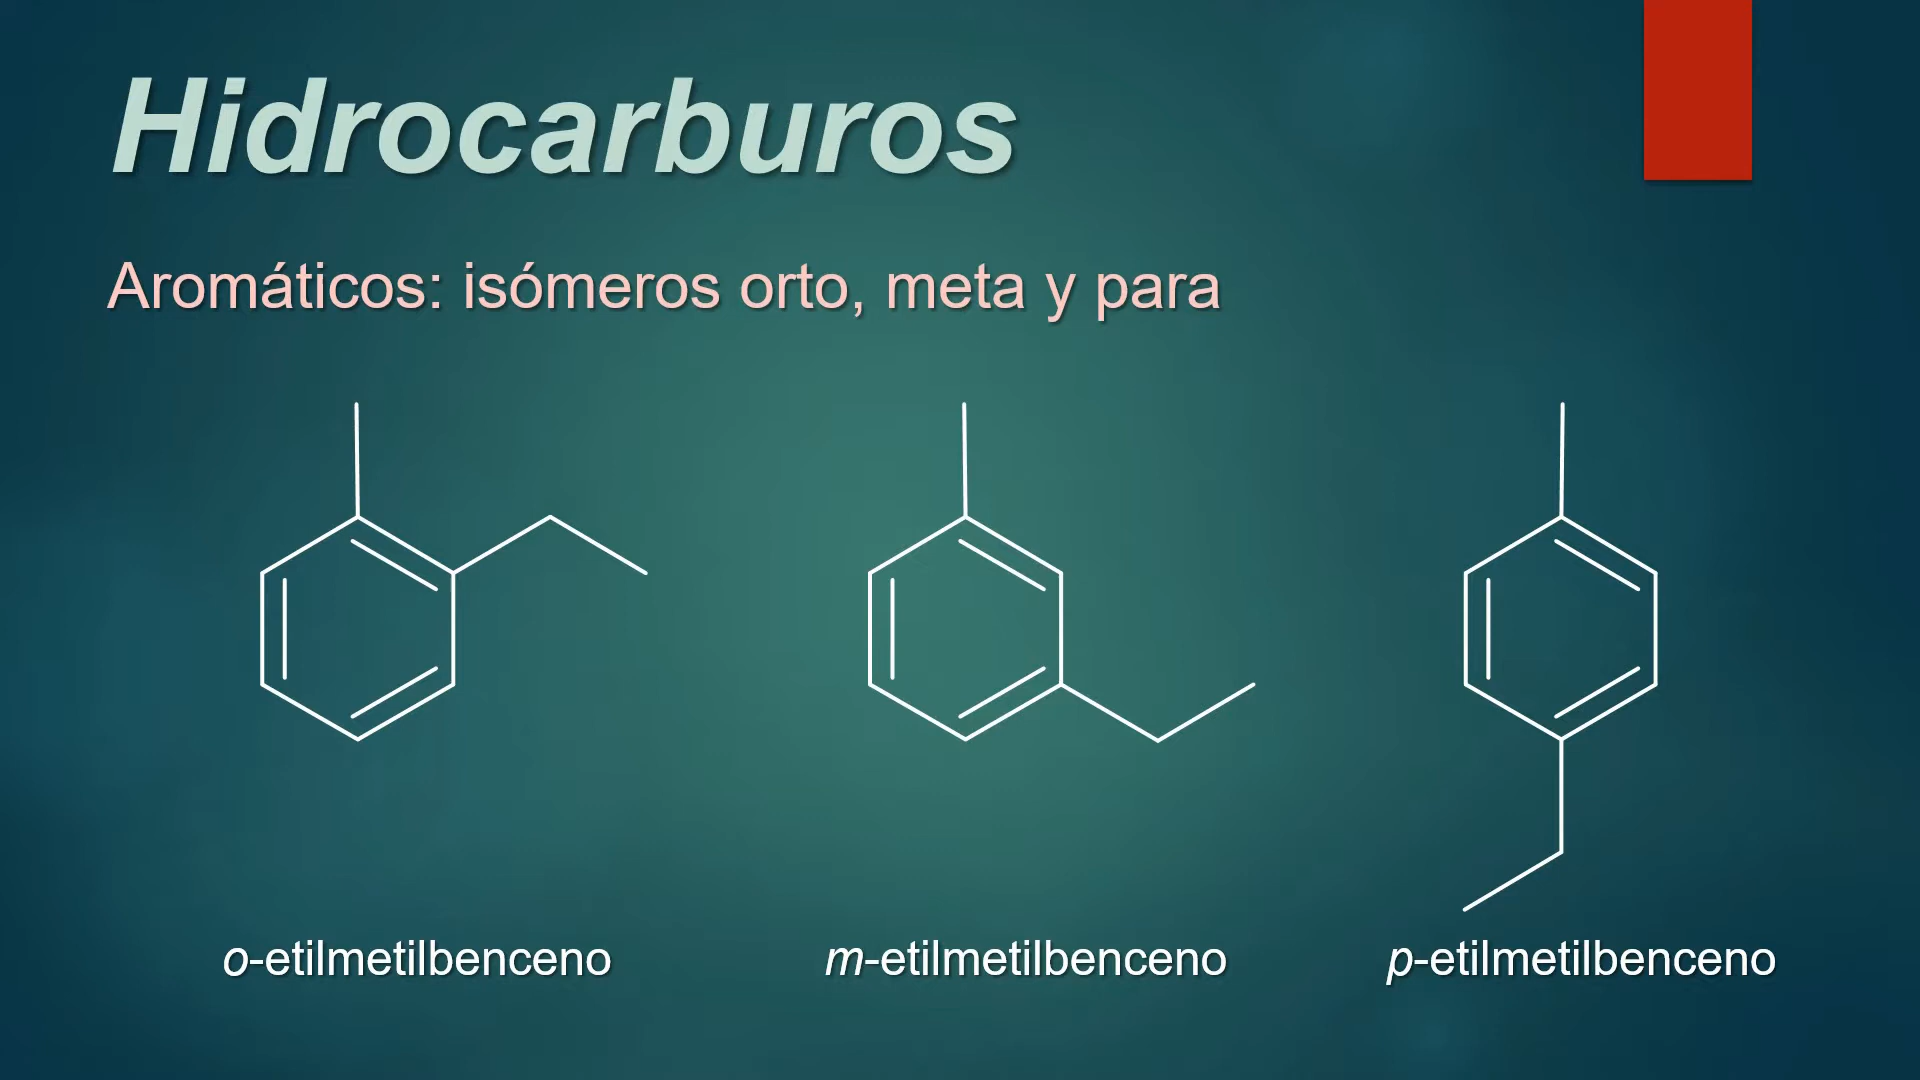 Hidrocarburos
Aromáticos: isómeros orto, meta y para
o-etilmetilbenceno
m-etilmetilbenceno
p-etilmetilbenceno